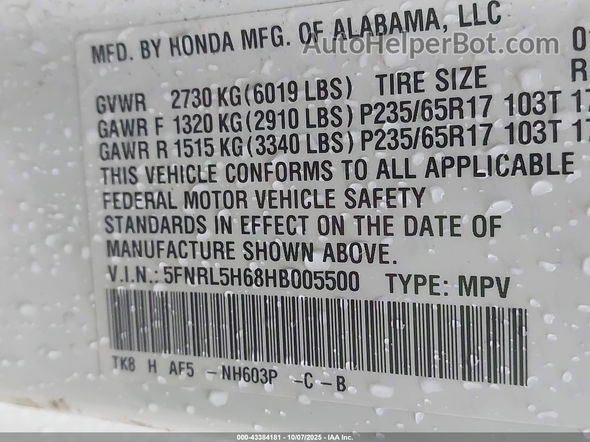 MFD. BY HONDA MFG. OF ALABAMA, LLC 01
AutoHelperBot.com
GVWR 2730 KG(6019 LBS) TIRE SIZE R
GAWR F 1320 KG(2910 LBS) P235/65R17 103T 17
GAWR R 1515 KG(3340 LBS) P235/65R17 103T 17
THIS VEHICLE CONFORMS TO ALL APPLICABLE
FEDERAL MOTOR VEHICLE SAFETY
STANDARDS IN EFFECT ON THE DATE OF
MANUFACTURE SHOWN ABOVE.
V.I.N.: 5FNRL5H68HB005500 TYPE: MPV
TK8 H AF5 -NH603P -C-B
000-43384181 - 10/07/2025 - IAA Inc.